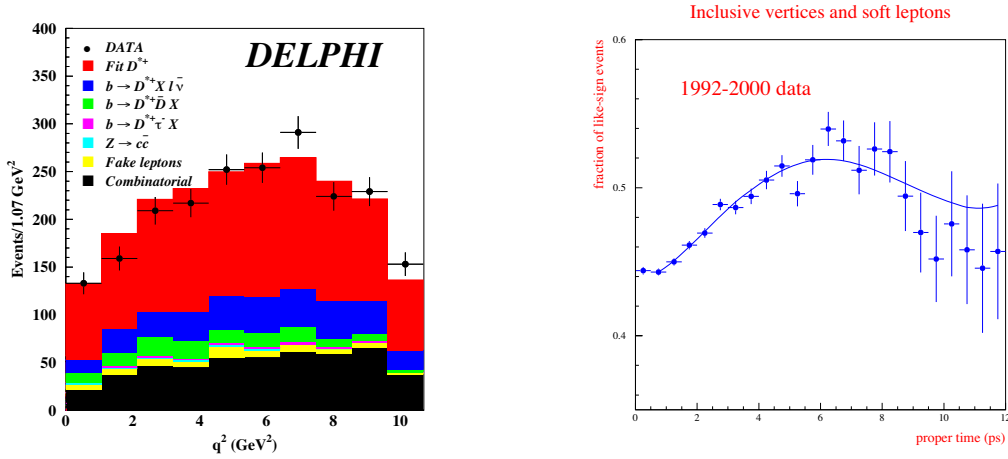 DELPHI
DATA
Fit D*+
b → D*+ X l ν̄
b → D*+ D̄ X
b → D*+ τ- X
Z → cc̄
Fake leptons
Combinatorial
Events/1.07 GeV²
400
350
300
250
200
150
100
50
0
0 2 4 6 8 10
q² (GeV²)
Inclusive vertices and soft leptons
1992-2000 data
fraction of like-sign events
0.6
0.5
0.4
0 2 4 6 8 10 12
proper time (ps)